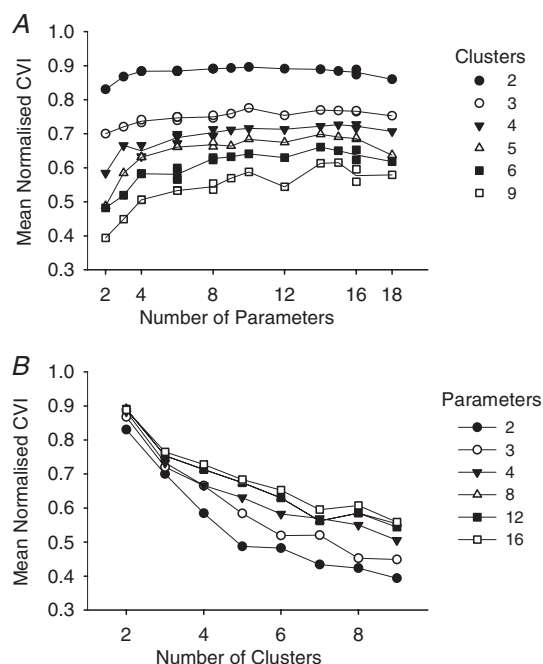 A
1.0
0.9
0.8
0.7
0.6
0.5
0.4
0.3
Mean Normalised CVI
2 4 8 12 16 18
Number of Parameters
Clusters
2
3
4
5
6
9
B
1.0
0.9
0.8
0.7
0.6
0.5
0.4
0.3
Mean Normalised CVI
2 4 6 8
Number of Clusters
Parameters
2
3
4
8
12
16